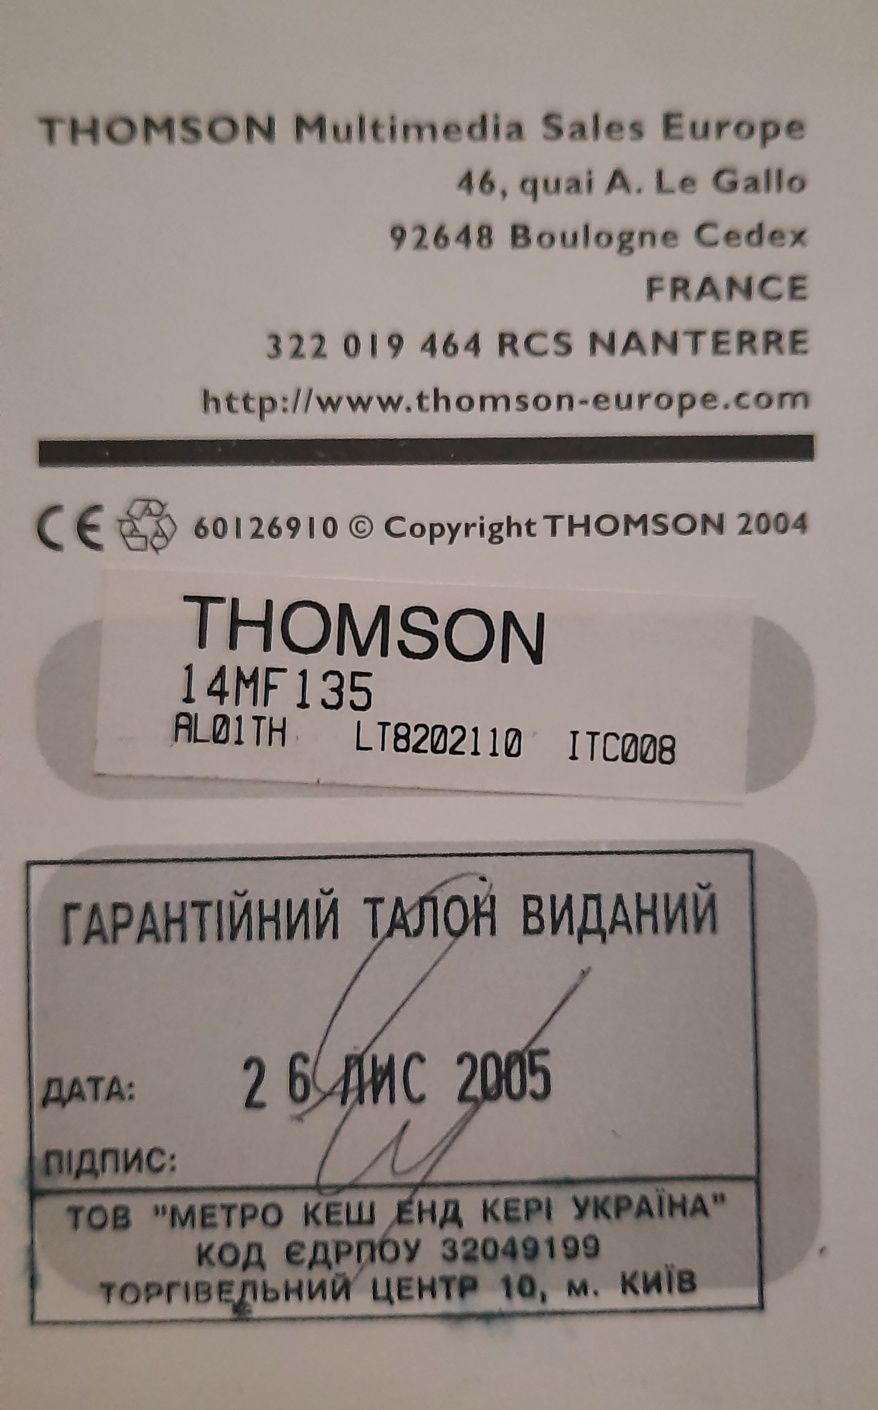 THOMSON Multimedia Sales Europe
46, quai A. Le Gallo
92648 Boulogne Cedex
FRANCE
322 019 464 RCS NANTERRE
http://www.thomson-europe.com
CE 60126910 © Copyright THOMSON 2004
THOMSON
14MF135
AL01TH LT8202110 ITC008
ГАРАНТІЙНИЙ ТАЛОН ВИДАНИЙ
ДАТА: 26 ЛИС 2005
ПІДПИС:
ТОВ "МЕТРО КЕШ ЕНД КЕРІ УКРАЇНА"
КОД ЄДРПОУ 32049199
ТОРГІВЕЛЬНИЙ ЦЕНТР 10, м. КИЇВ